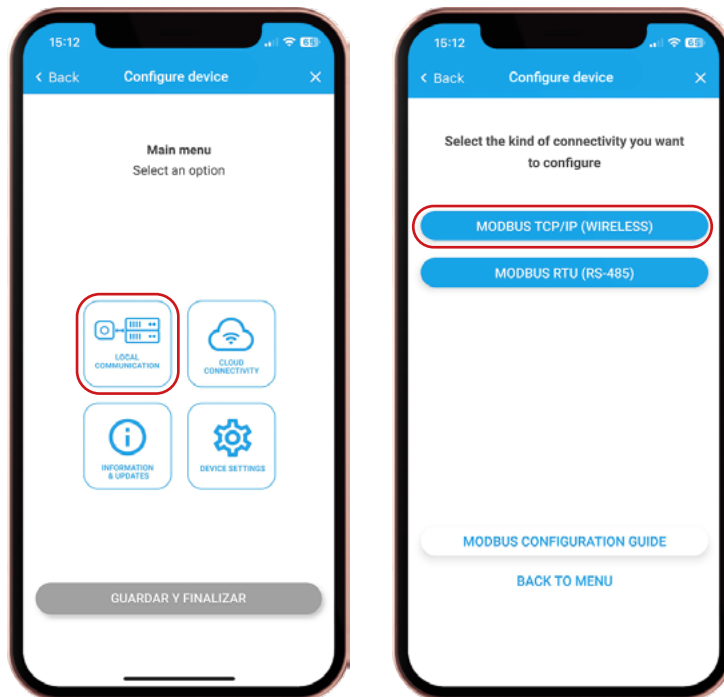 15:12
69
Back
Configure device
Main menu
Select an option
LOCAL
COMMUNICATION
CLOUD
CONNECTIVITY
INFORMATION
& UPDATES
DEVICE SETTINGS
GUARDAR Y FINALIZAR
15:12
69
Back
Configure device
Select the kind of connectivity you want
to configure
MODBUS TCP/IP (WIRELESS)
MODBUS RTU (RS-485)
MODBUS CONFIGURATION GUIDE
BACK TO MENU